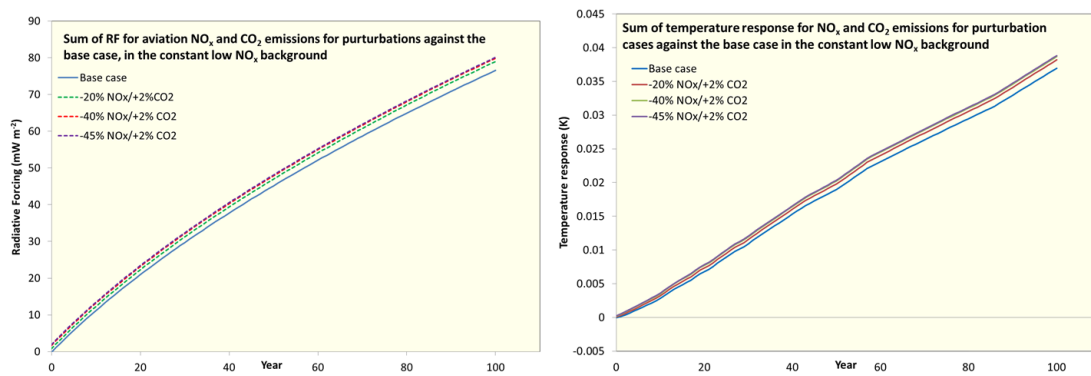 Sum of RF for aviation NOx and CO2 emissions for purturbations against the
base case, in the constant low NOx background
Base case
-20% NOx/+2%CO2
-40% NOx/+2% CO2
-45% NOx/+2% CO2
Radiative Forcing (mW m-2)
90
80
70
60
50
40
30
20
10
0
0
20
40
60
80
100
Year
Sum of temperature response for NOx and CO2 emissions for purturbation
cases against the base case in the constant low NOx background
Base case
-20% NOx/+2% CO2
-40% NOx/+2% CO2
-45% NOx/+2% CO2
Temperature response (K)
0.045
0.04
0.035
0.03
0.025
0.02
0.015
0.01
0.005
0
-0.005
0
20
40
60
80
100
Year